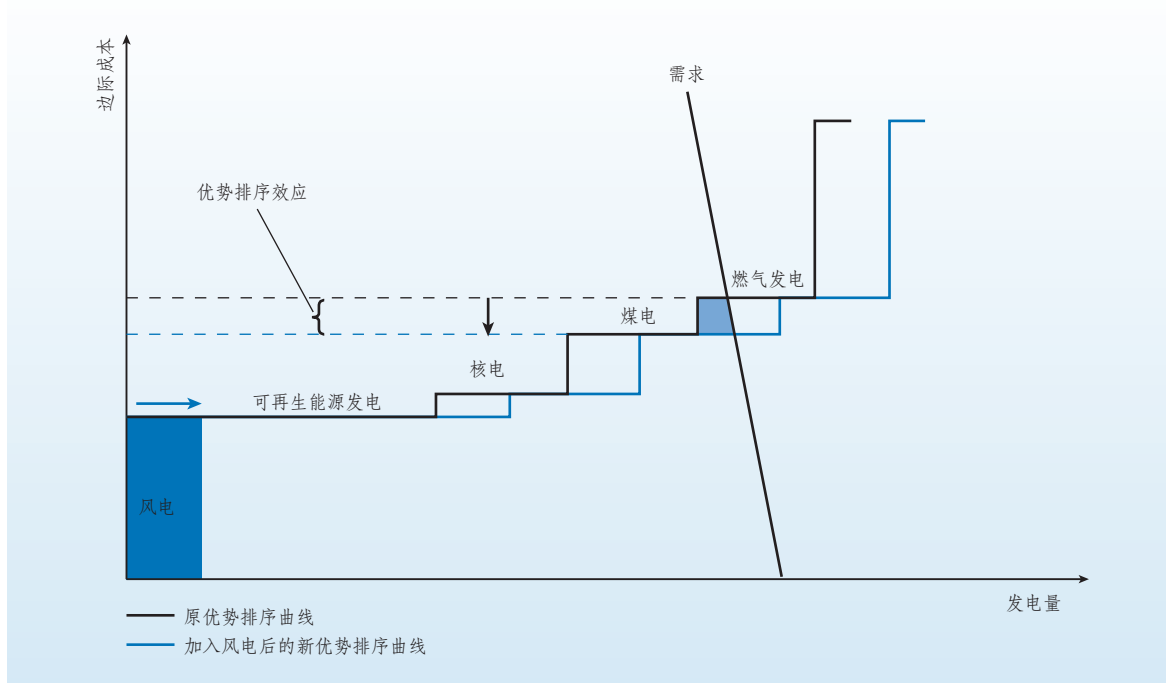 边际成本
需求
优势排序效应
燃气发电
煤电
核电
可再生能源发电
风电
发电量
原优势排序曲线
加入风电后的新优势排序曲线